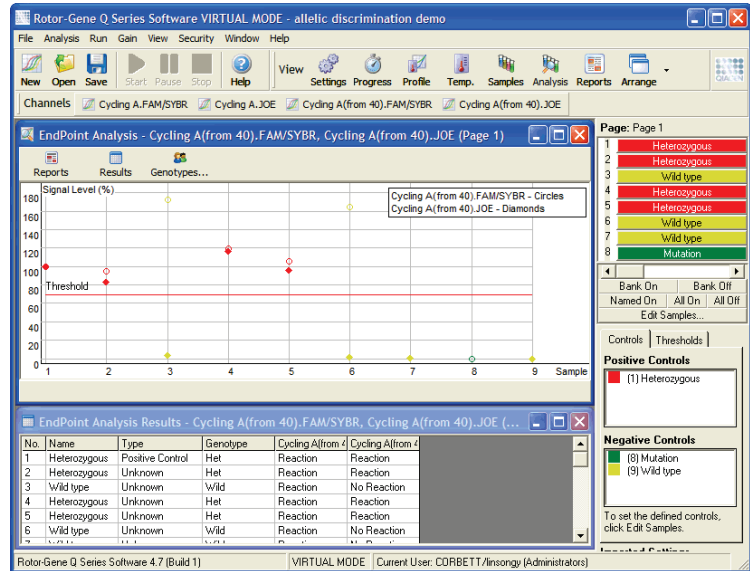 Rotor-Gene Q Series Software VIRTUAL MODE - allelic discrimination demo
File Analysis Run Gain View Security Window Help
New Open Save Start Pause Stop Help View Settings Progress Profile Temp. Samples Analysis Reports Arrange
QIAGEN
Channels Cycling A.FAM/SYBR Cycling A.JOE Cycling A(from 40).FAM/SYBR Cycling A(from 40).JOE
EndPoint Analysis - Cycling A(from 40).FAM/SYBR, Cycling A(from 40).JOE (Page 1)
Reports Results Genotypes...
Signal Level (%)
Cycling A(from 40).FAM/SYBR - Circles
Cycling A(from 40).JOE - Diamonds
180
160
140
120
100
80
60
40
20
0
Threshold
1 2 3 4 5 6 7 8 9 Sample
EndPoint Analysis Results - Cycling A(from 40).FAM/SYBR, Cycling A(from 40).JOE (...
No. Name Type Genotype Cycling A(from 4 Cycling A(from 4
1 Heterozygous Positive Control Het Reaction Reaction
2 Heterozygous Unknown Het Reaction Reaction
3 Wild type Unknown Wild Reaction No Reaction
4 Heterozygous Unknown Het Reaction Reaction
5 Heterozygous Unknown Het Reaction Reaction
6 Wild type Unknown Wild Reaction No Reaction
Page: Page 1
1 Heterozygous
2 Heterozygous
3 Wild type
4 Heterozygous
5 Heterozygous
6 Wild type
7 Wild type
8 Mutation
Bank On Bank Off
Named On All On All Off
Edit Samples...
Controls Thresholds
Positive Controls
(1) Heterozygous
Negative Controls
(8) Mutation
(9) Wild type
To set the defined controls,
click Edit Samples.
Rotor-Gene Q Series Software 4.7 (Build 1) VIRTUAL MODE Current User: CORBETT/linsongy (Administrators)